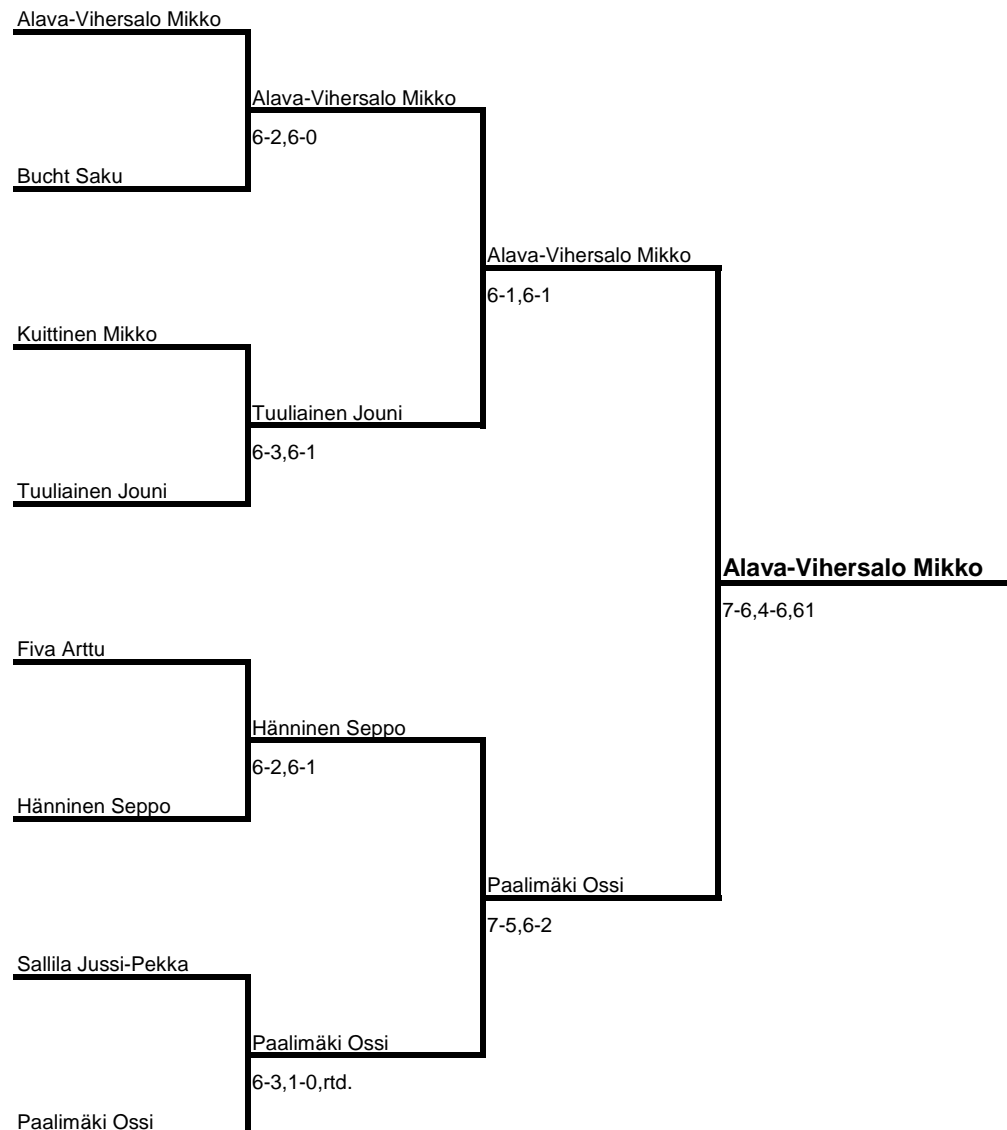 Alava-Vihersalo Mikko
Alava-Vihersalo Mikko
6-2,6-0
Bucht Saku
Alava-Vihersalo Mikko
6-1,6-1
Kuittinen Mikko
Tuuliainen Jouni
6-3,6-1
Tuuliainen Jouni
Alava-Vihersalo Mikko
7-6,4-6,61
Fiva Arttu
Hänninen Seppo
6-2,6-1
Hänninen Seppo
Paalimäki Ossi
7-5,6-2
Sallila Jussi-Pekka
Paalimäki Ossi
6-3,1-0,rtd.
Paalimäki Ossi